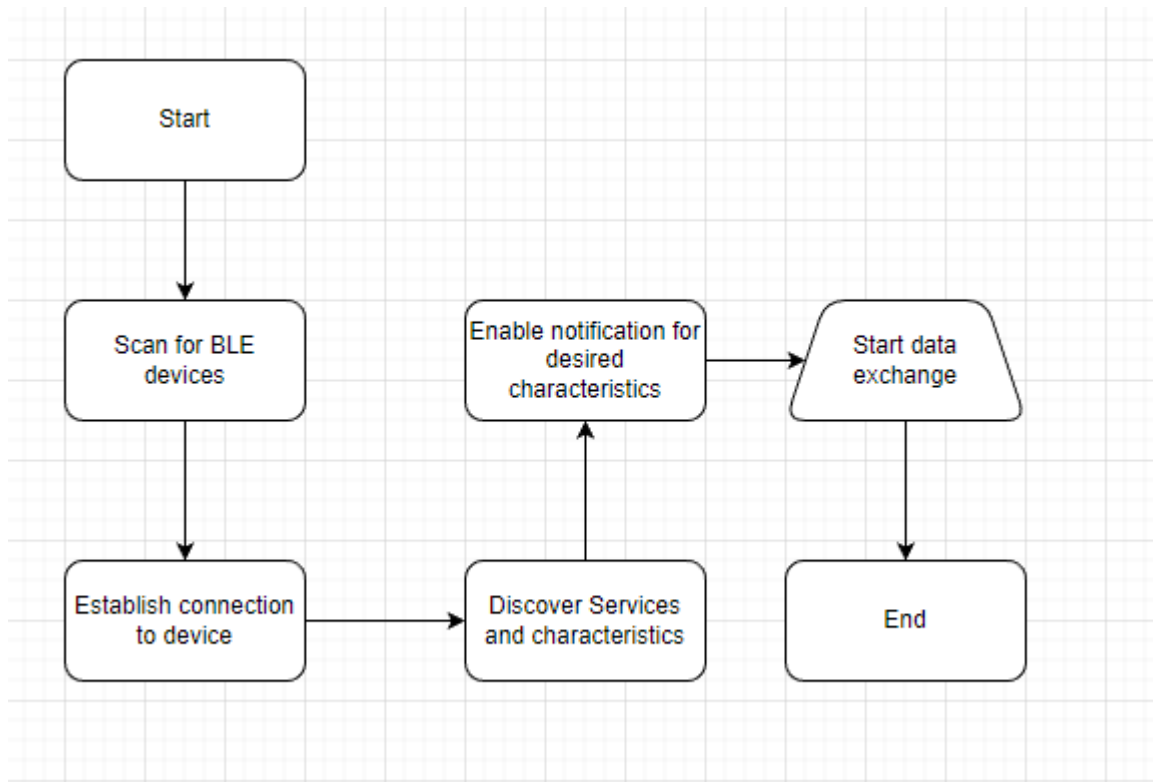 Start
Scan for BLE
devices
Establish connection
to device
Discover Services
and characteristics
Enable notification for
desired
characteristics
Start data
exchange
End